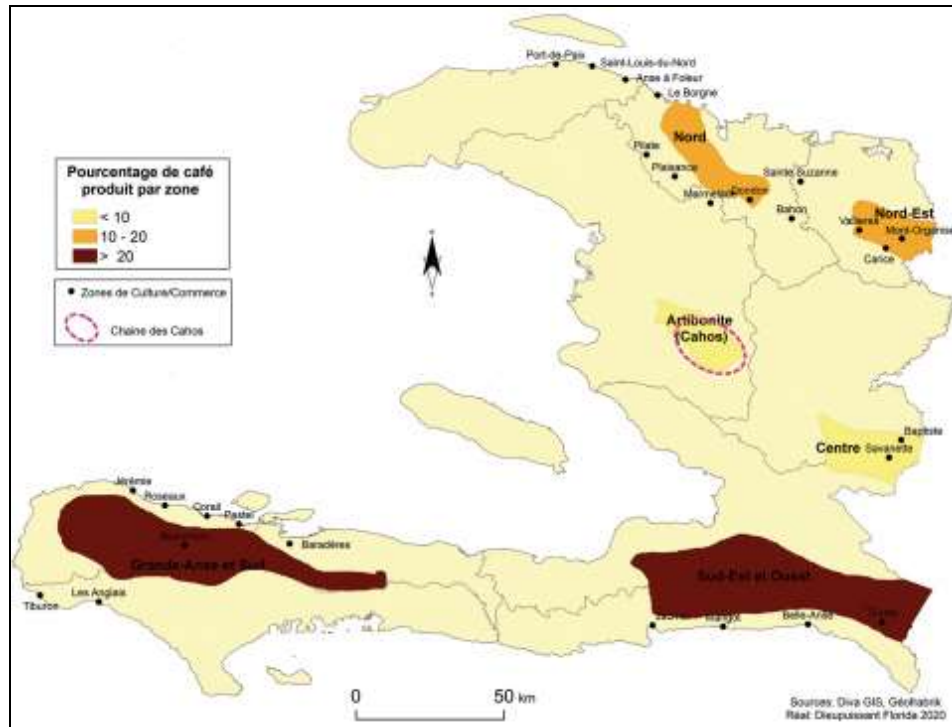 Port-de-Paix
Saint-Louis-du-Nord
Anse à Foleur
Le Borgne
Nord
Pilate
Plaisance
Marmelade
Dondon
Sainte-Suzanne
Bahon
Nord-Est
Vallières
Mont-Organisé
Carice
Pourcentage de café
produit par zone
< 10
10 - 20
> 20
Zones de Culture/Commerce
Chaine des Cahos
Artibonite
(Cahos)
Baptiste
Centre
Savanette
Jérémie
Roseaux
Corail
Pestel
Baradères
Grande-Anse et Sud
Tiburon
Les Anglais
Sud-Est et Ouest
Marigot
Belle-Anse
0
50 km
Sources: Diva GIS, Géofrabrik
Réal: Dieupuissant Florida 2020